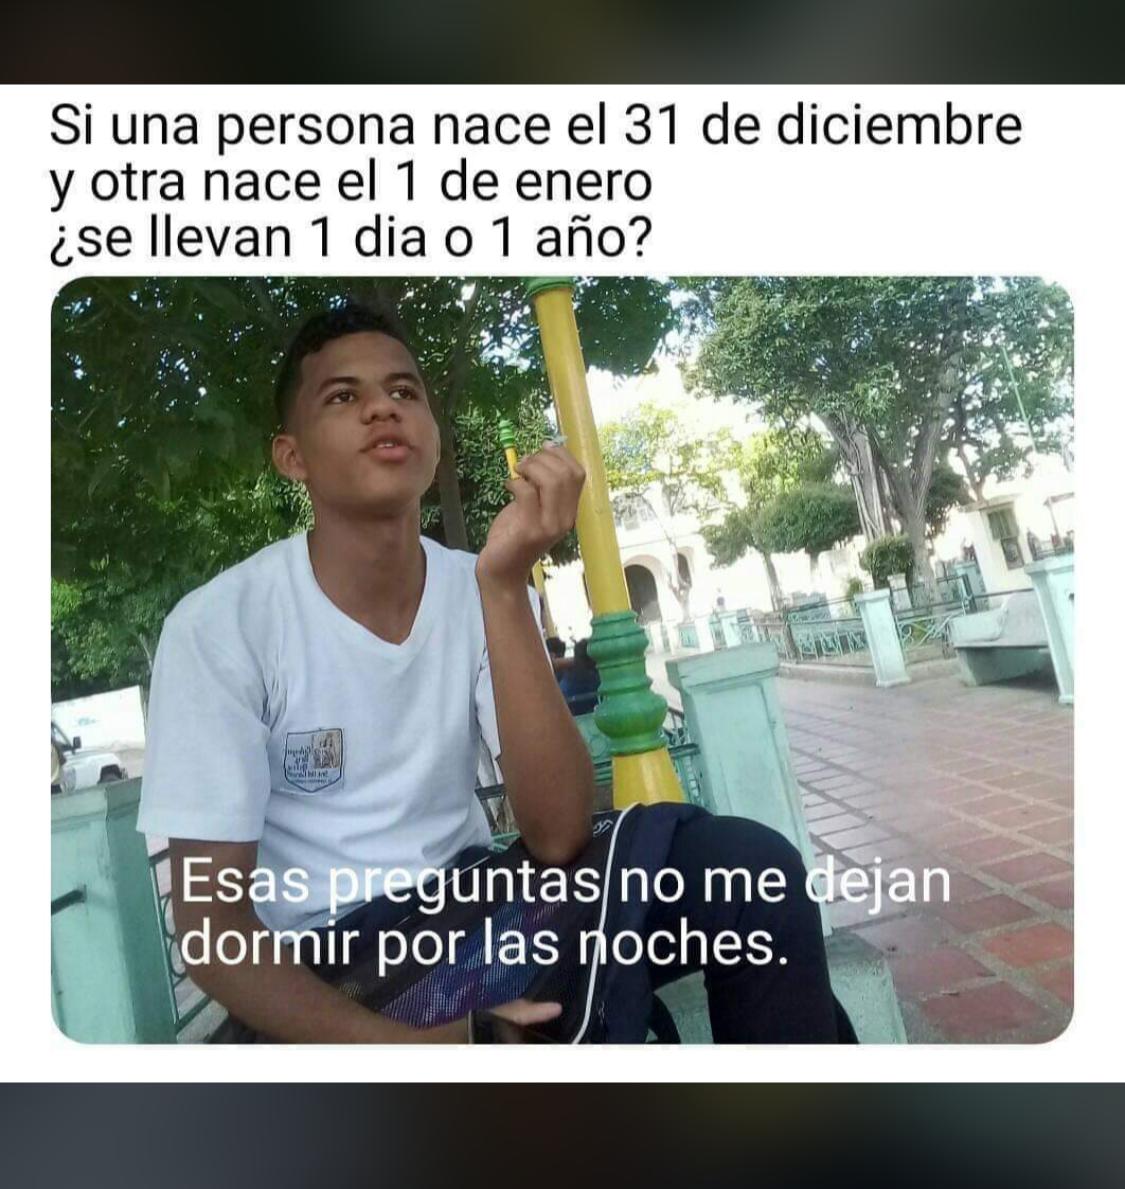 Si una persona nace el 31 de diciembre
y otra nace el 1 de enero
¿se llevan 1 dia o 1 año?
Esas preguntas no me dejan
dormir por las noches.